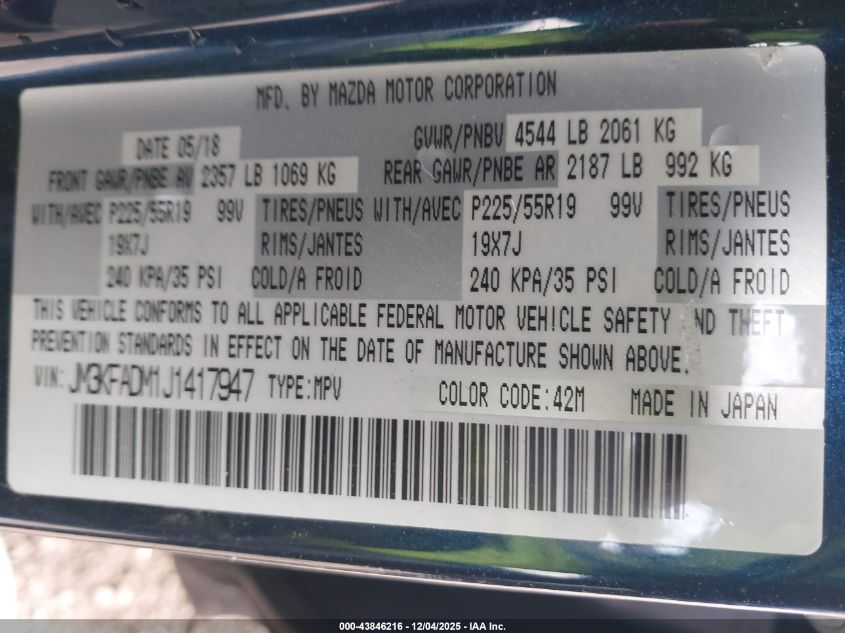 MFD. BY MAZDA MOTOR CORPORATION
DATE 05/18 GVWR/PNBV 4544 LB 2061 KG
FRONT GAWR/PNBE AV 2357 LB 1069 KG REAR GAWR/PNBE AR 2187 LB 992 KG
WITH/AVEC P225/55R19 99V TIRES/PNEUS WITH/AVEC P225/55R19 99V TIRES/PNEUS
19X7J RIMS/JANTES 19X7J RIMS/JANTES
240 KPA/35 PSI COLD/A FROID 240 KPA/35 PSI COLD/A FROID
THIS VEHICLE CONFORMS TO ALL APPLICABLE FEDERAL MOTOR VEHICLE SAFETY ND THEFT
PREVENTION STANDARDS IN EFFECT ON THE DATE OF MANUFACTURE SHOWN ABOVE.
VIN: JM3KFADM1J1417947 TYPE:MPV COLOR CODE:42M MADE IN JAPAN
000-43846216 - 12/04/2025 - IAA Inc.